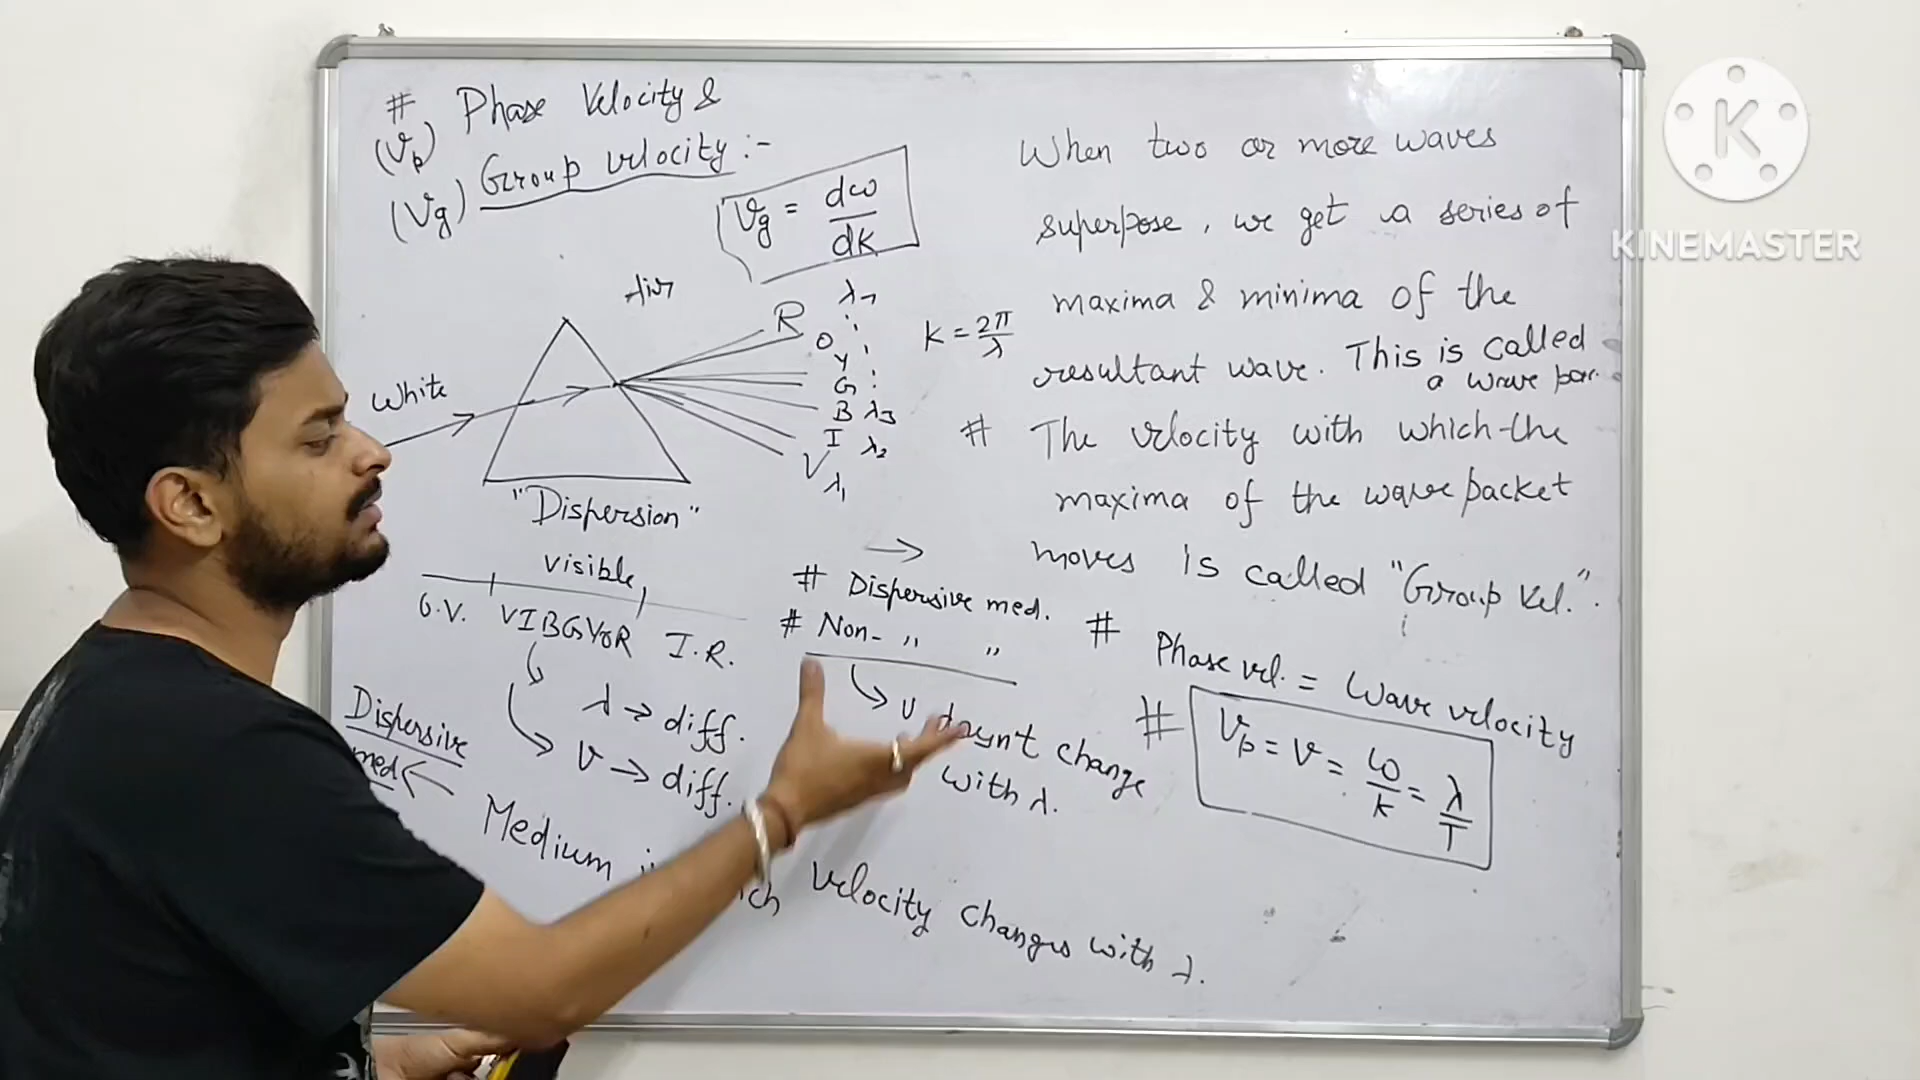 # Phase Velocity &
(Vp)
(Vg) Group velocity :-
Vg = dω/dK
Air
White
R
O
Y
G
B
I
V
λ7
λ3
λ2
λ1
K = 2π/λ
"Dispersion"
visible
U.V. VIBGYOR I.R.
λ → diff.
v → diff.
Dispersive
med
Medium
velocity changes with λ.
→
# Dispersive med.
# Non- " "
v doesn't change
with λ.
When two or more waves
superpose, we get a series of
maxima & minima of the
resultant wave. This is called
a wave
# The velocity with which the
maxima of the wave packet
moves is called "Group Vel.".
# Phase vel. = Wave velocity
# Vp = v = ω/k = λ/T
K
KINEMASTER